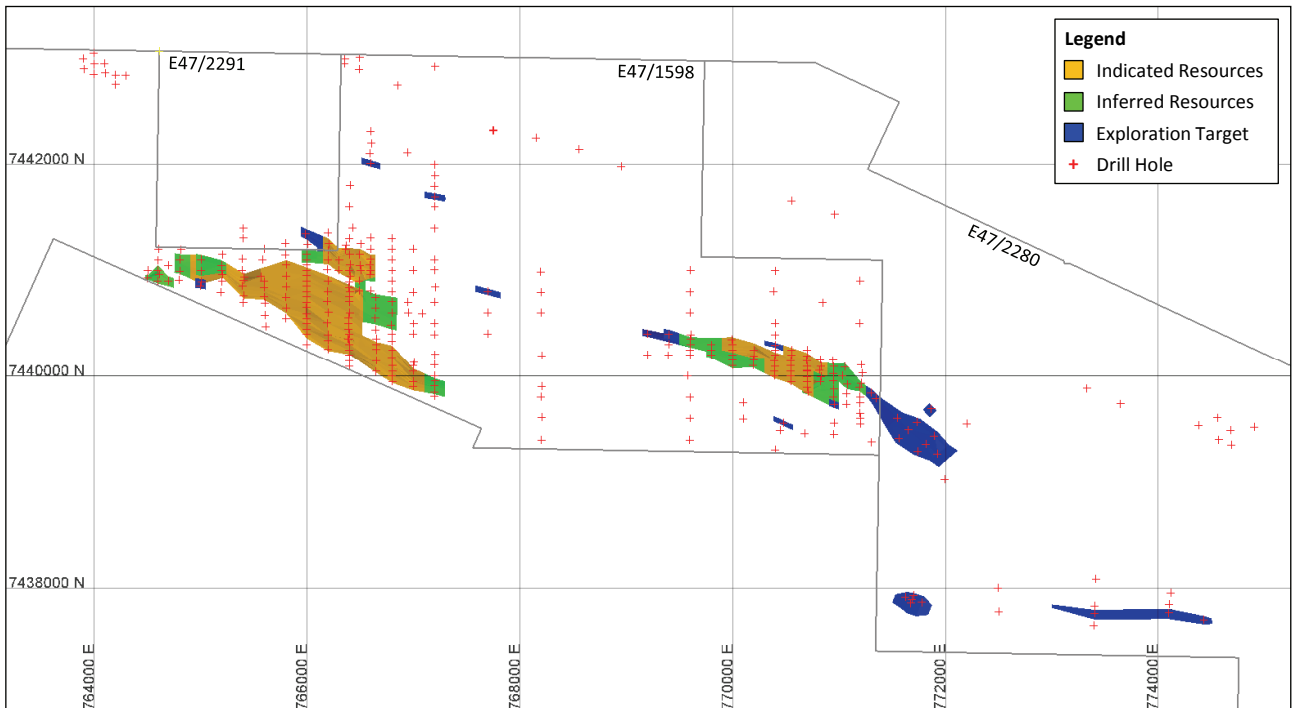 Legend
Indicated Resources
Inferred Resources
Exploration Target
Drill Hole
E47/2291
E47/1598
E47/2280
7442000 N
7440000 N
7438000 N
764000 E
766000 E
768000 E
770000 E
772000 E
774000 E